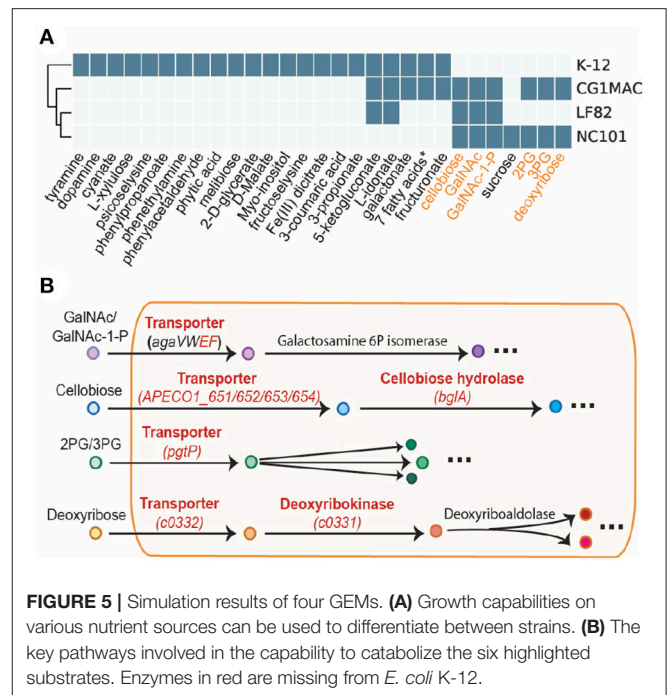 A
K-12
CG1MAC
LF82
NC101
tyramine
dopamine
cyanate
L-xylulose
psicoselysine
phenylpropanoate
phenethylamine
phenylacetaldehyde
phytic acid
melibiose
2-D-glycerate
D-Malate
Myo-inositol
fructoselysine
Fe(III) dicitrate
3-coumaric acid
3-propionate
5-ketogluconate
L-idonate
galactonate
7 fatty acids*
fructuronate
cellobiose
GalNAc
GalNAc-1-P
sucrose
2PG
3PG
deoxyribose
B
GalNAc/
GalNAc-1-P
Transporter
(agaVWEF)
Galactosamine 6P isomerase
...
Cellobiose
Transporter
(APECO1_651/652/653/654)
Cellobiose hydrolase
(bglA)
...
2PG/3PG
Transporter
(pgtP)
...
Deoxyribose
Transporter
(c0332)
Deoxyribokinase
(c0331)
Deoxyriboaldolase
...
FIGURE 5 | Simulation results of four GEMs. (A) Growth capabilities on
various nutrient sources can be used to differentiate between strains. (B) The
key pathways involved in the capability to catabolize the six highlighted
substrates. Enzymes in red are missing from E. coli K-12.